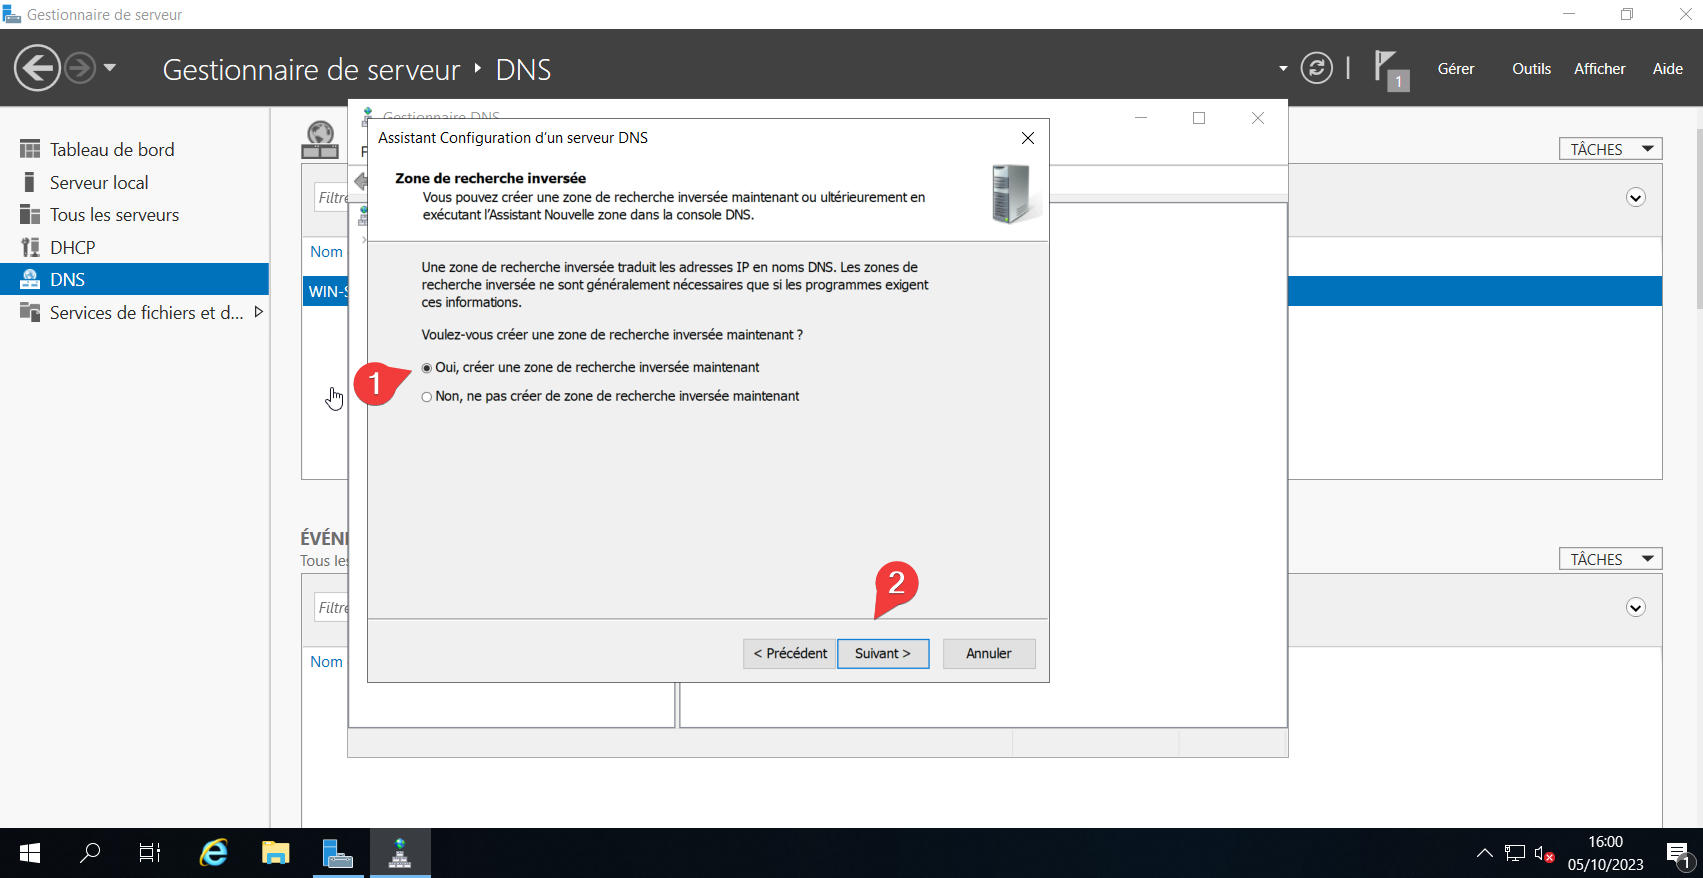 Gestionnaire de serveur
Gestionnaire de serveur ‣ DNS
1
Gérer
Outils
Afficher
Aide
Tableau de bord
Serveur local
Tous les serveurs
DHCP
DNS
Services de fichiers et d...
TÂCHES
Filtre
Nom
WIN-S
Gestionnaire DNS
F
Assistant Configuration d'un serveur DNS
Zone de recherche inversée
Vous pouvez créer une zone de recherche inversée maintenant ou ultérieurement en
exécutant l'Assistant Nouvelle zone dans la console DNS.
Une zone de recherche inversée traduit les adresses IP en noms DNS. Les zones de
recherche inversée ne sont généralement nécessaires que si les programmes exigent
ces informations.
Voulez-vous créer une zone de recherche inversée maintenant ?
1
Oui, créer une zone de recherche inversée maintenant
Non, ne pas créer de zone de recherche inversée maintenant
2
< Précédent
Suivant >
Annuler
ÉVÉN
Tous les
TÂCHES
Filtre
Nom
16:00
05/10/2023
1